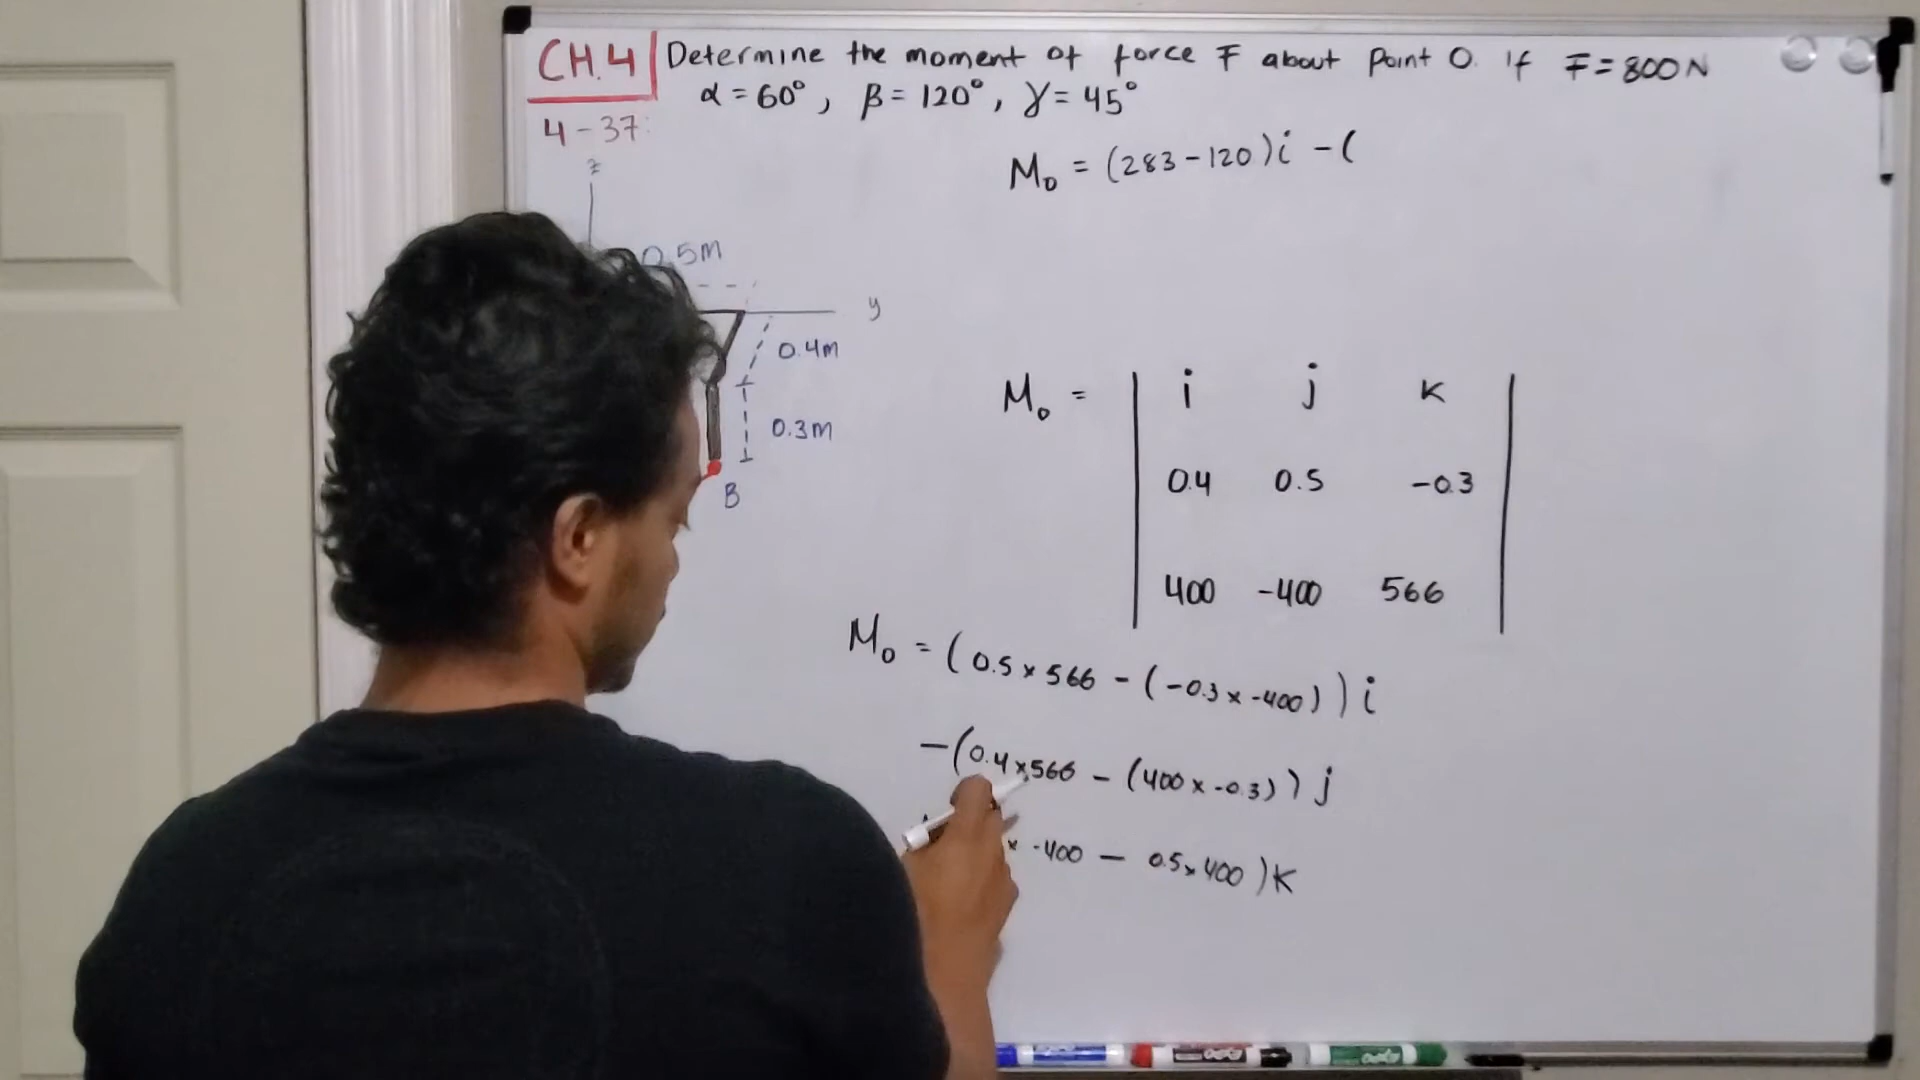 CH.4 Determine the moment of force F about Point O. If F = 800 N
α = 60°, β = 120°, γ = 45°
4-37:
M₀ = (283 - 120)i - (
z
0.5m
y
0.4m
0.3m
B
M₀ =
i j K
0.4 0.5 -0.3
400 -400 566
M₀ = (0.5 x 566 - (-0.3 x -400))i
-(0.4 x 566 - (400 x -0.3))j
x -400 - 0.5 x 400)K